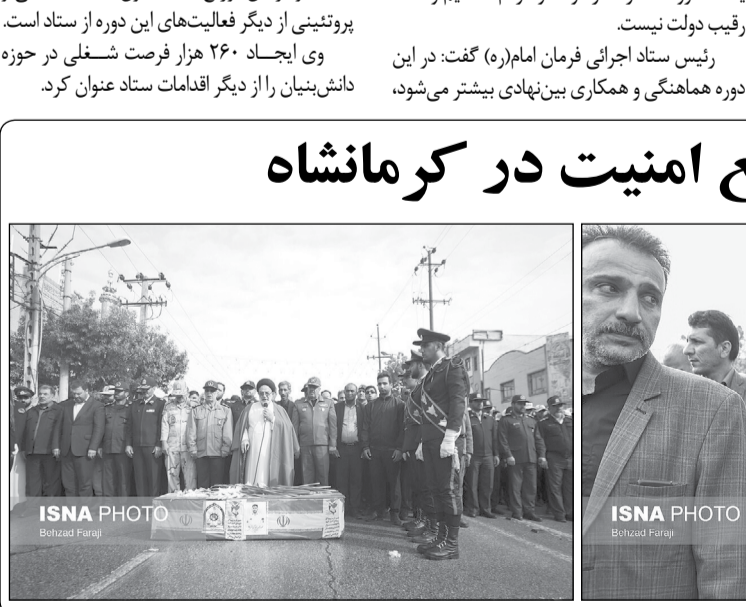 رقیب دولت نیست.
رئیس ستاد اجرائی فرمان امام(ره) گفت: در این
دوره هماهنگی و همکاری بین‌نهادی بیشتر می‌شود،
پروتئینی از دیگر فعالیت‌های این دوره از ستاد است.
وی ایجاد ۲۶۰ هزار فرصت شغلی در حوزه
دانش‌بنیان را از دیگر اقدامات ستاد عنوان کرد.
امنیت در کرمانشاه
ISNA PHOTO
Behzad Faraji
ISNA PHOTO
Behzad Faraji